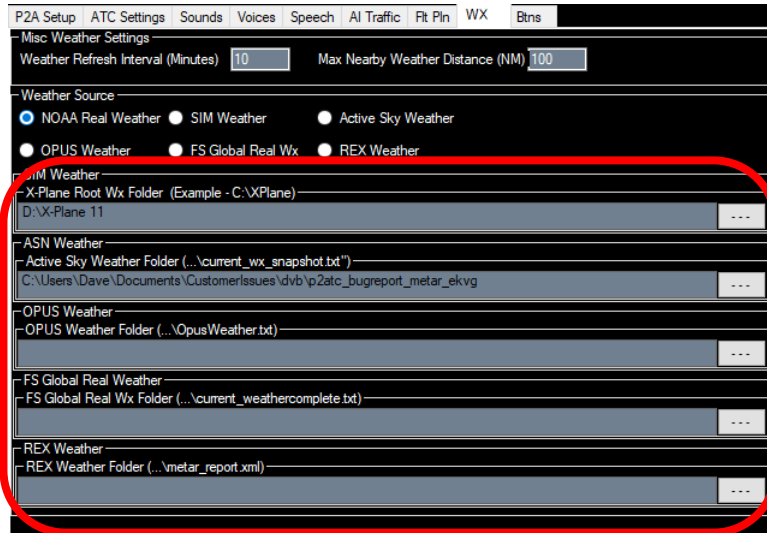 P2A Setup ATC Settings Sounds Voices Speech AI Traffic Flt Pln WX Btns
Misc Weather Settings
Weather Refresh Interval (Minutes) 10 Max Nearby Weather Distance (NM) 100
Weather Source
NOAA Real Weather SIM Weather Active Sky Weather
OPUS Weather FS Global Real Wx REX Weather
SIM Weather
X-Plane Root Wx Folder (Example - C:\XPlane)
D:\X-Plane 11
---
ASN Weather
Active Sky Weather Folder (...\current_wx_snapshot.txt")
C:\Users\Dave\Documents\CustomerIssues\dvb\p2atc_bugreport_metar_ekvg
---
OPUS Weather
OPUS Weather Folder (...\OpusWeather.txt)
---
FS Global Real Weather
FS Global Real Wx Folder (...\current_weathercomplete.txt)
---
REX Weather
REX Weather Folder (...\metar_report.xml)
---